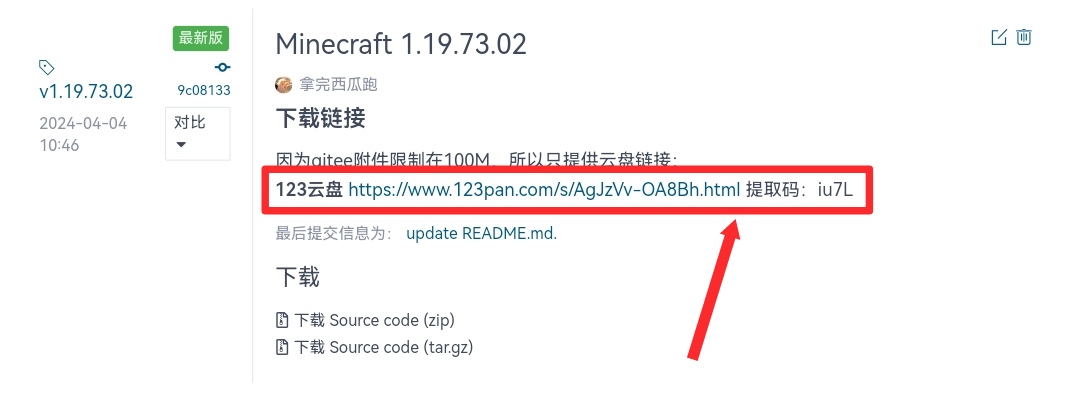 最新版
v1.19.73.02
9c08133
2024-04-04
10:46
对比
Minecraft 1.19.73.02
拿完西瓜跑
下载链接
因为gitee附件限制在100M，所以只提供云盘链接：
123云盘 https://www.123pan.com/s/AgJzVv-OA8Bh.html 提取码：iu7L
最后提交信息为： update README.md.
下载
下载 Source code (zip)
下载 Source code (tar.gz)